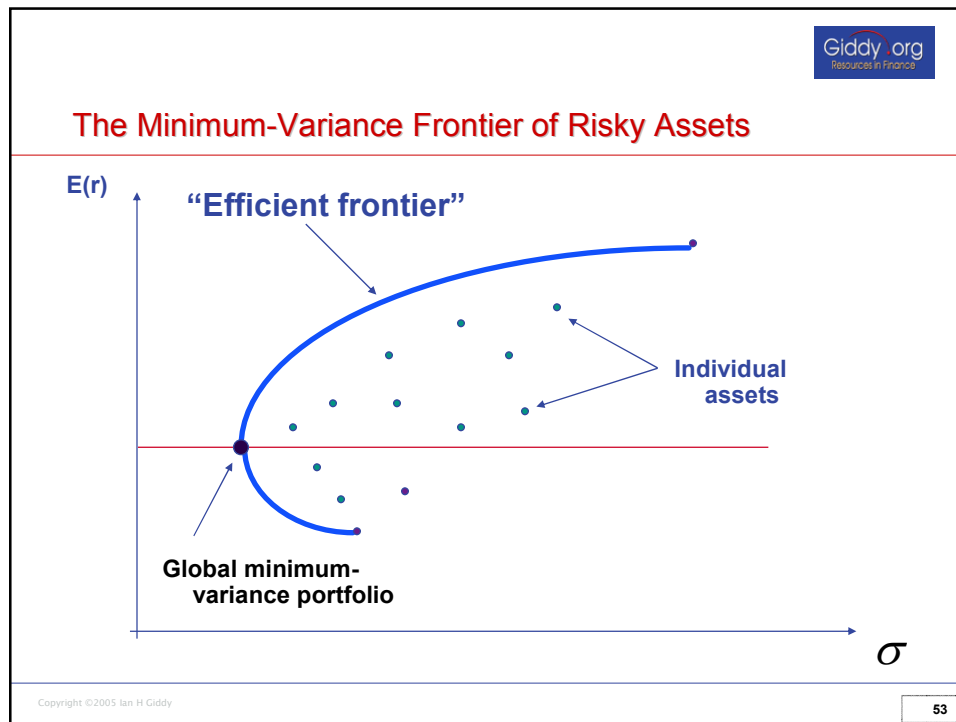 Giddy.org
Resources in Finance
The Minimum-Variance Frontier of Risky Assets
E(r)
“Efficient frontier”
Individual
assets
Global minimum-
variance portfolio
σ
Copyright ©2005 Ian H Giddy
53